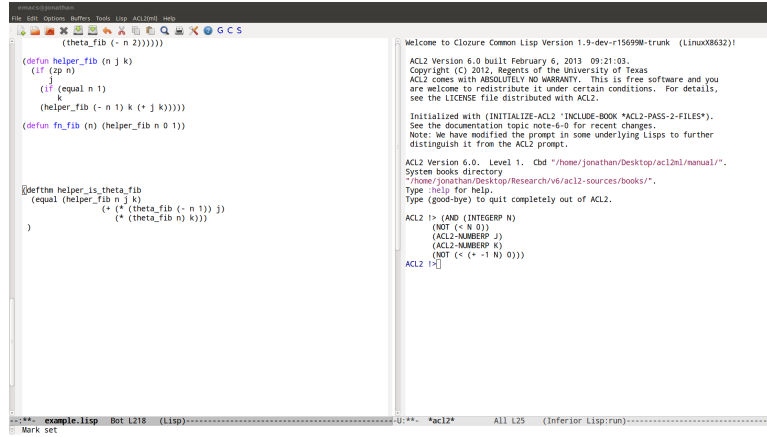 emacs@jonathan
File Edit Options Buffers Tools Lisp ACL2[ml] Help
G C S
(theta_fib (- n 2))))))
(defun helper_fib (n j k)
(if (zp n)
j
(if (equal n 1)
k
(helper_fib (- n 1) k (+ j k)))))
(defun fn_fib (n) (helper_fib n 0 1))
(defthm helper_is_theta_fib
(equal (helper_fib n j k)
(+ (* (theta_fib (- n 1)) j)
(* (theta_fib n) k)))
)
--:**- example.lisp Bot L218 (Lisp)
Welcome to Clozure Common Lisp Version 1.9-dev-r15699M-trunk (LinuxX8632)!
ACL2 Version 6.0 built February 6, 2013 09:21:03.
Copyright (C) 2012, Regents of the University of Texas
ACL2 comes with ABSOLUTELY NO WARRANTY. This is free software and you
are welcome to redistribute it under certain conditions. For details,
see the LICENSE file distributed with ACL2.
Initialized with (INITIALIZE-ACL2 'INCLUDE-BOOK *ACL2-PASS-2-FILES*).
See the documentation topic note-6-0 for recent changes.
Note: We have modified the prompt in some underlying Lisps to further
distinguish it from the ACL2 prompt.
ACL2 Version 6.0. Level 1. Cbd "/home/jonathan/Desktop/acl2ml/manual/".
System books directory
"/home/jonathan/Desktop/Research/v6/acl2-sources/books/".
Type :help for help.
Type (good-bye) to quit completely out of ACL2.
ACL2 !> (AND (INTEGERP N)
(NOT (< N 0))
(ACL2-NUMBERP J)
(ACL2-NUMBERP K)
(NOT (< (+ -1 N) 0)))
ACL2 !>
-U:**- *acl2* All L25 (Inferior Lisp:run)
Mark set